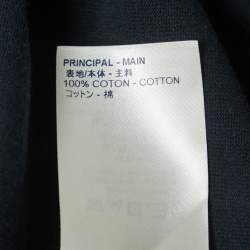 PRINCIPAL - MAIN
表地/本体 - 主料
100% COTON - COTTON
コットン - 棉